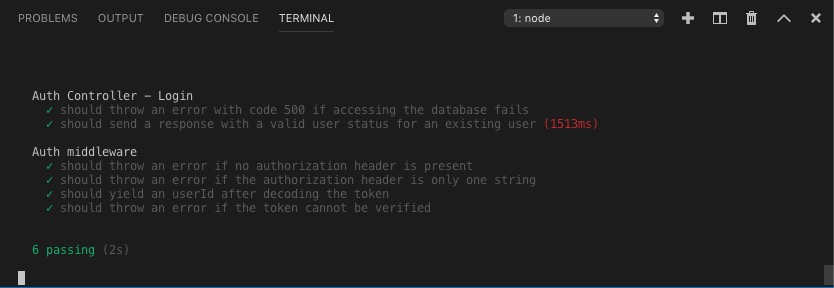 PROBLEMS OUTPUT DEBUG CONSOLE TERMINAL 1: node
Auth Controller – Login
✓ should throw an error with code 500 if accessing the database fails
✓ should send a response with a valid user status for an existing user (1513ms)
Auth middleware
✓ should throw an error if no authorization header is present
✓ should throw an error if the authorization header is only one string
✓ should yield an userId after decoding the token
✓ should throw an error if the token cannot be verified
6 passing (2s)